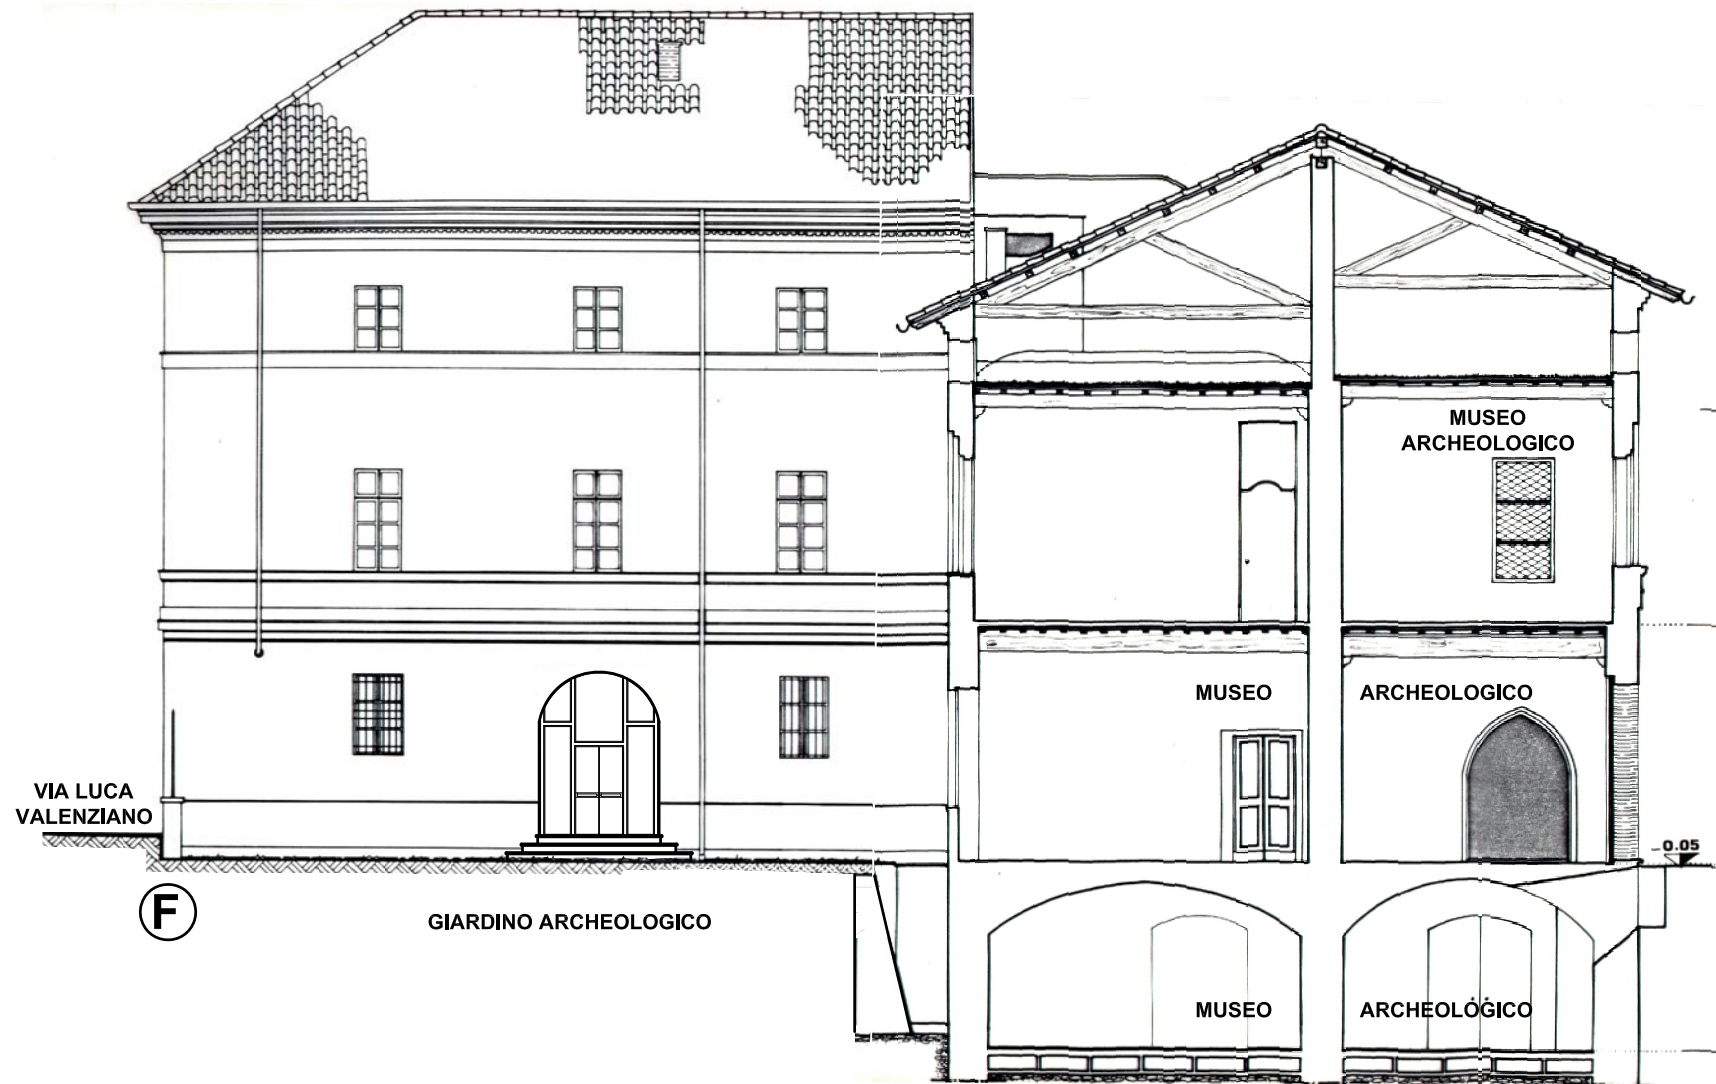 MUSEO
ARCHEOLOGICO
MUSEO ARCHEOLOGICO
VIA LUCA
VALENZIANO
-0.05
F
GIARDINO ARCHEOLOGICO
MUSEO ARCHEOLOGICO